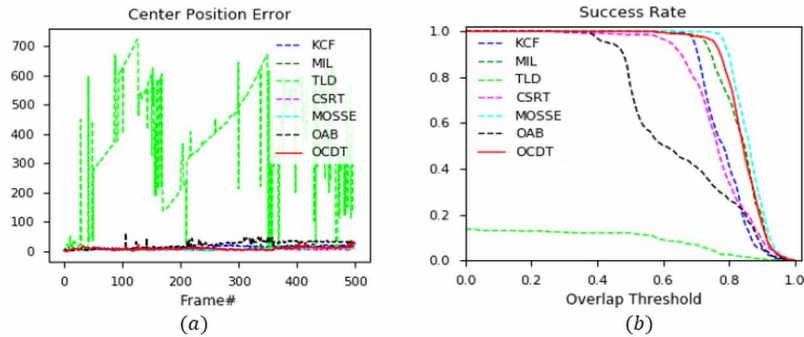 Center Position Error
700
600
500
400
300
200
100
0
KCF
MIL
TLD
CSRT
MOSSE
OAB
OCDT
0 100 200 300 400 500
Frame#
(a)
Success Rate
1.0
0.8
0.6
0.4
0.2
0.0
KCF
MIL
TLD
CSRT
MOSSE
OAB
OCDT
0.0 0.2 0.4 0.6 0.8 1.0
Overlap Threshold
(b)